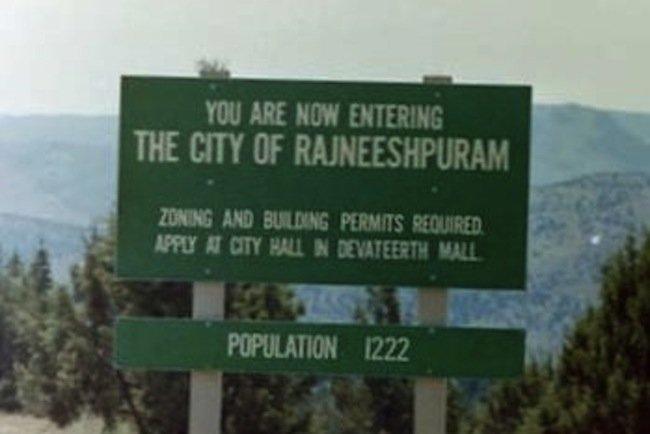 YOU ARE NOW ENTERING
THE CITY OF RAJNEESHPURAM
ZONING AND BUILDING PERMITS REQUIRED.
APPLY AT CITY HALL IN DEVATEERTH MALL.
POPULATION 1222